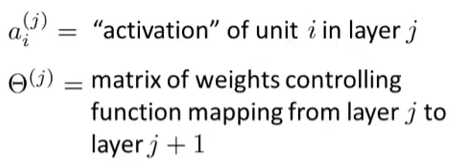 a_i^{(j)} = “activation” of unit i in layer j
Θ^{(j)} = matrix of weights controlling
function mapping from layer j to
layer j + 1